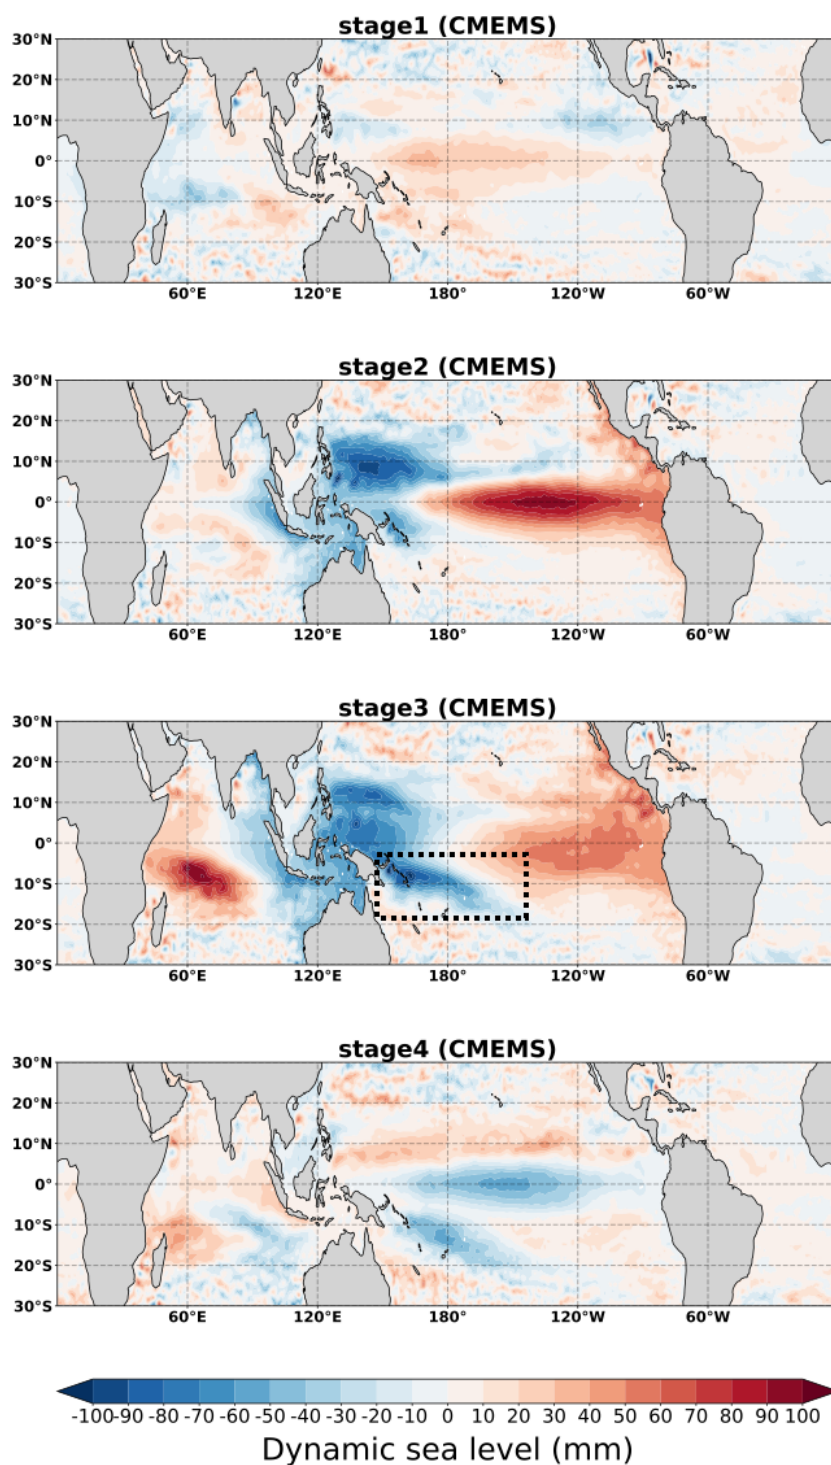 stage1 (CMEMS)
30°N
20°N
10°N
0°
10°S
20°S
30°S
60°E 120°E 180° 120°W 60°W
stage2 (CMEMS)
30°N
20°N
10°N
0°
10°S
20°S
30°S
60°E 120°E 180° 120°W 60°W
stage3 (CMEMS)
30°N
20°N
10°N
0°
10°S
20°S
30°S
60°E 120°E 180° 120°W 60°W
stage4 (CMEMS)
30°N
20°N
10°N
0°
10°S
20°S
30°S
60°E 120°E 180° 120°W 60°W
-100 -90 -80 -70 -60 -50 -40 -30 -20 -10 0 10 20 30 40 50 60 70 80 90 100
Dynamic sea level (mm)